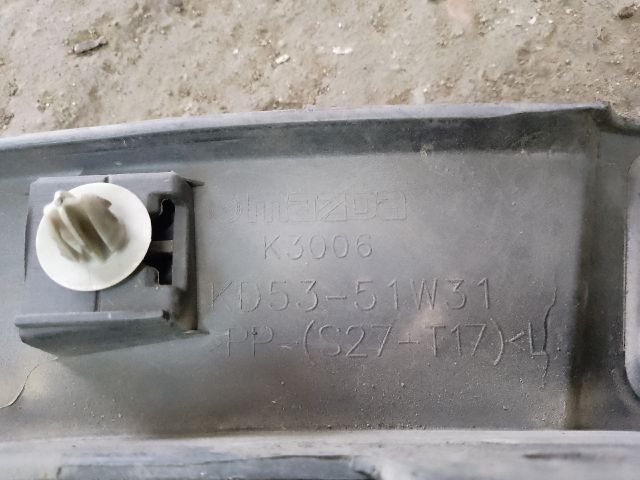 mazda
K3006
KD53-51W31
>PP-(S27-T17)<L